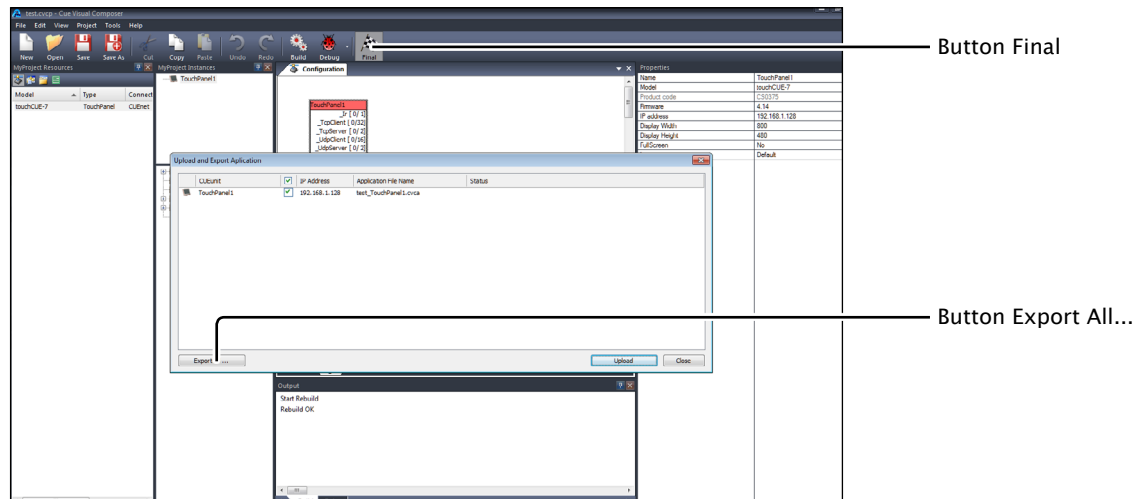 test.cvcp - Cue Visual Composer
File Edit View Project Tools Help
New Open Save Save As Cut Copy Paste Undo Redo Build Debug Final
Button Final
MyProject Resources
MyProject Instances
Configuration
Properties
TouchPanel1
Model Type Connect
touchCUE-7 TouchPanel CUEnet
Name TouchPanel1
Model touchCUE-7
Product code CS0375
Firmware 4.14
IP address 192.168.1.128
Display Width 800
Display Height 480
FullScreen No
Default
TouchPanel1
_Ir [ 0/ 1]
_TcpClient [ 0/32]
_TcpServer [ 0/ 2]
_UdpClient [ 0/16]
_UdpServer [ 0/ 2]
Upload and Export Aplication
CUEunit IP Address Application File Name Status
TouchPanel1 192.168.1.128 test_TouchPanel1.cvca
Button Export All...
Export ...
Upload Close
Output
Start Rebuild
Rebuild OK